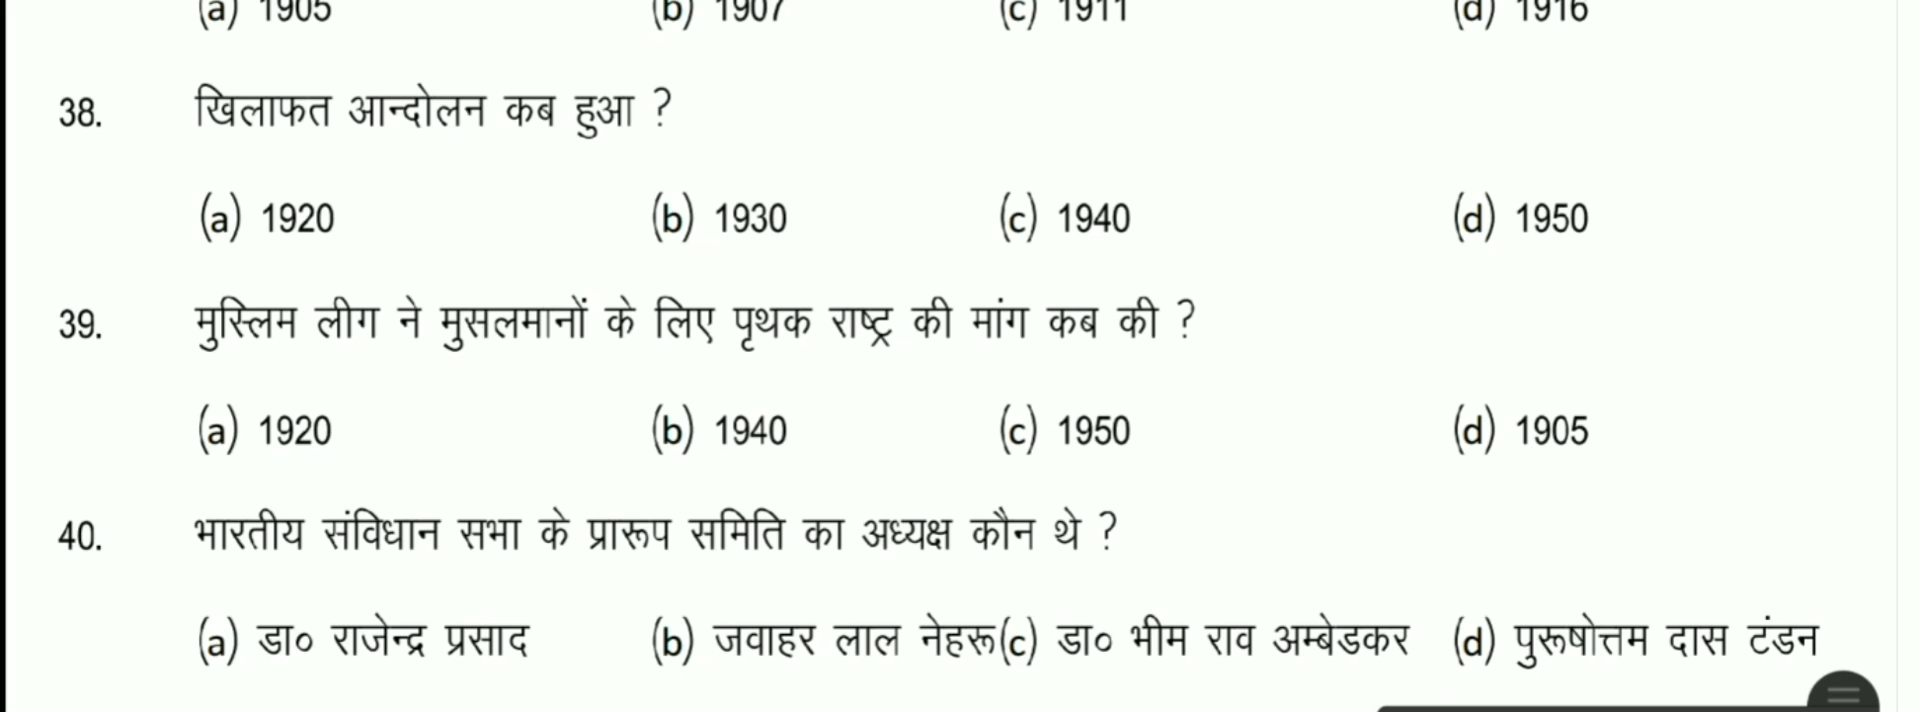 (a) 1905 (b) 1907 (c) 1911 (d) 1916
38. खिलाफत आन्दोलन कब हुआ ?
(a) 1920 (b) 1930 (c) 1940 (d) 1950
39. मुस्लिम लीग ने मुसलमानों के लिए पृथक राष्ट्र की मांग कब की ?
(a) 1920 (b) 1940 (c) 1950 (d) 1905
40. भारतीय संविधान सभा के प्रारूप समिति का अध्यक्ष कौन थे ?
(a) डा० राजेन्द्र प्रसाद (b) जवाहर लाल नेहरू (c) डा० भीम राव अम्बेडकर (d) पुरूषोत्तम दास टंडन